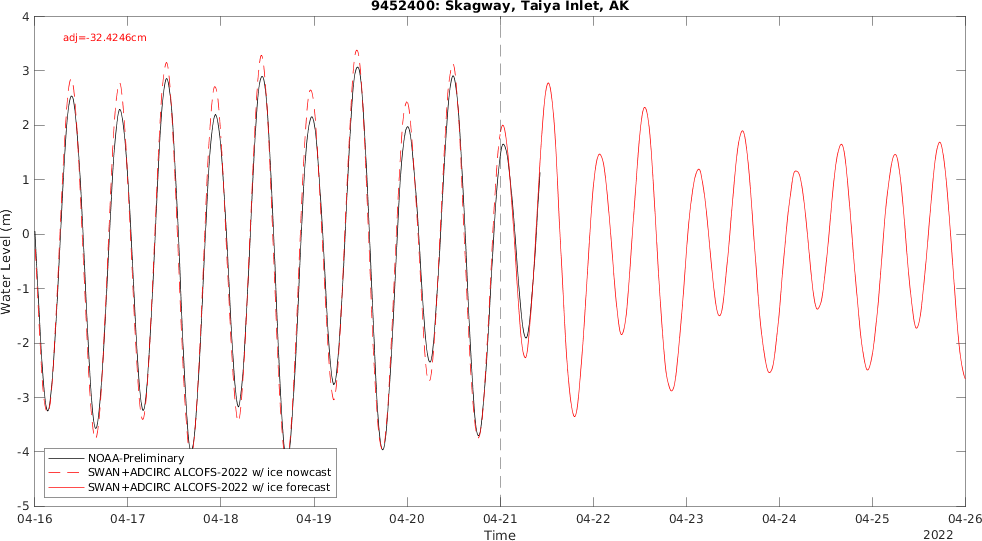 9452400: Skagway, Taiya Inlet, AK
adj=-32.4246cm
4
3
2
1
0
-1
-2
-3
-4
-5
Water Level (m)
NOAA-Preliminary
SWAN+ADCIRC ALCOFS-2022 w/ ice nowcast
SWAN+ADCIRC ALCOFS-2022 w/ ice forecast
04-16 04-17 04-18 04-19 04-20 04-21 04-22 04-23 04-24 04-25 04-26
Time
2022